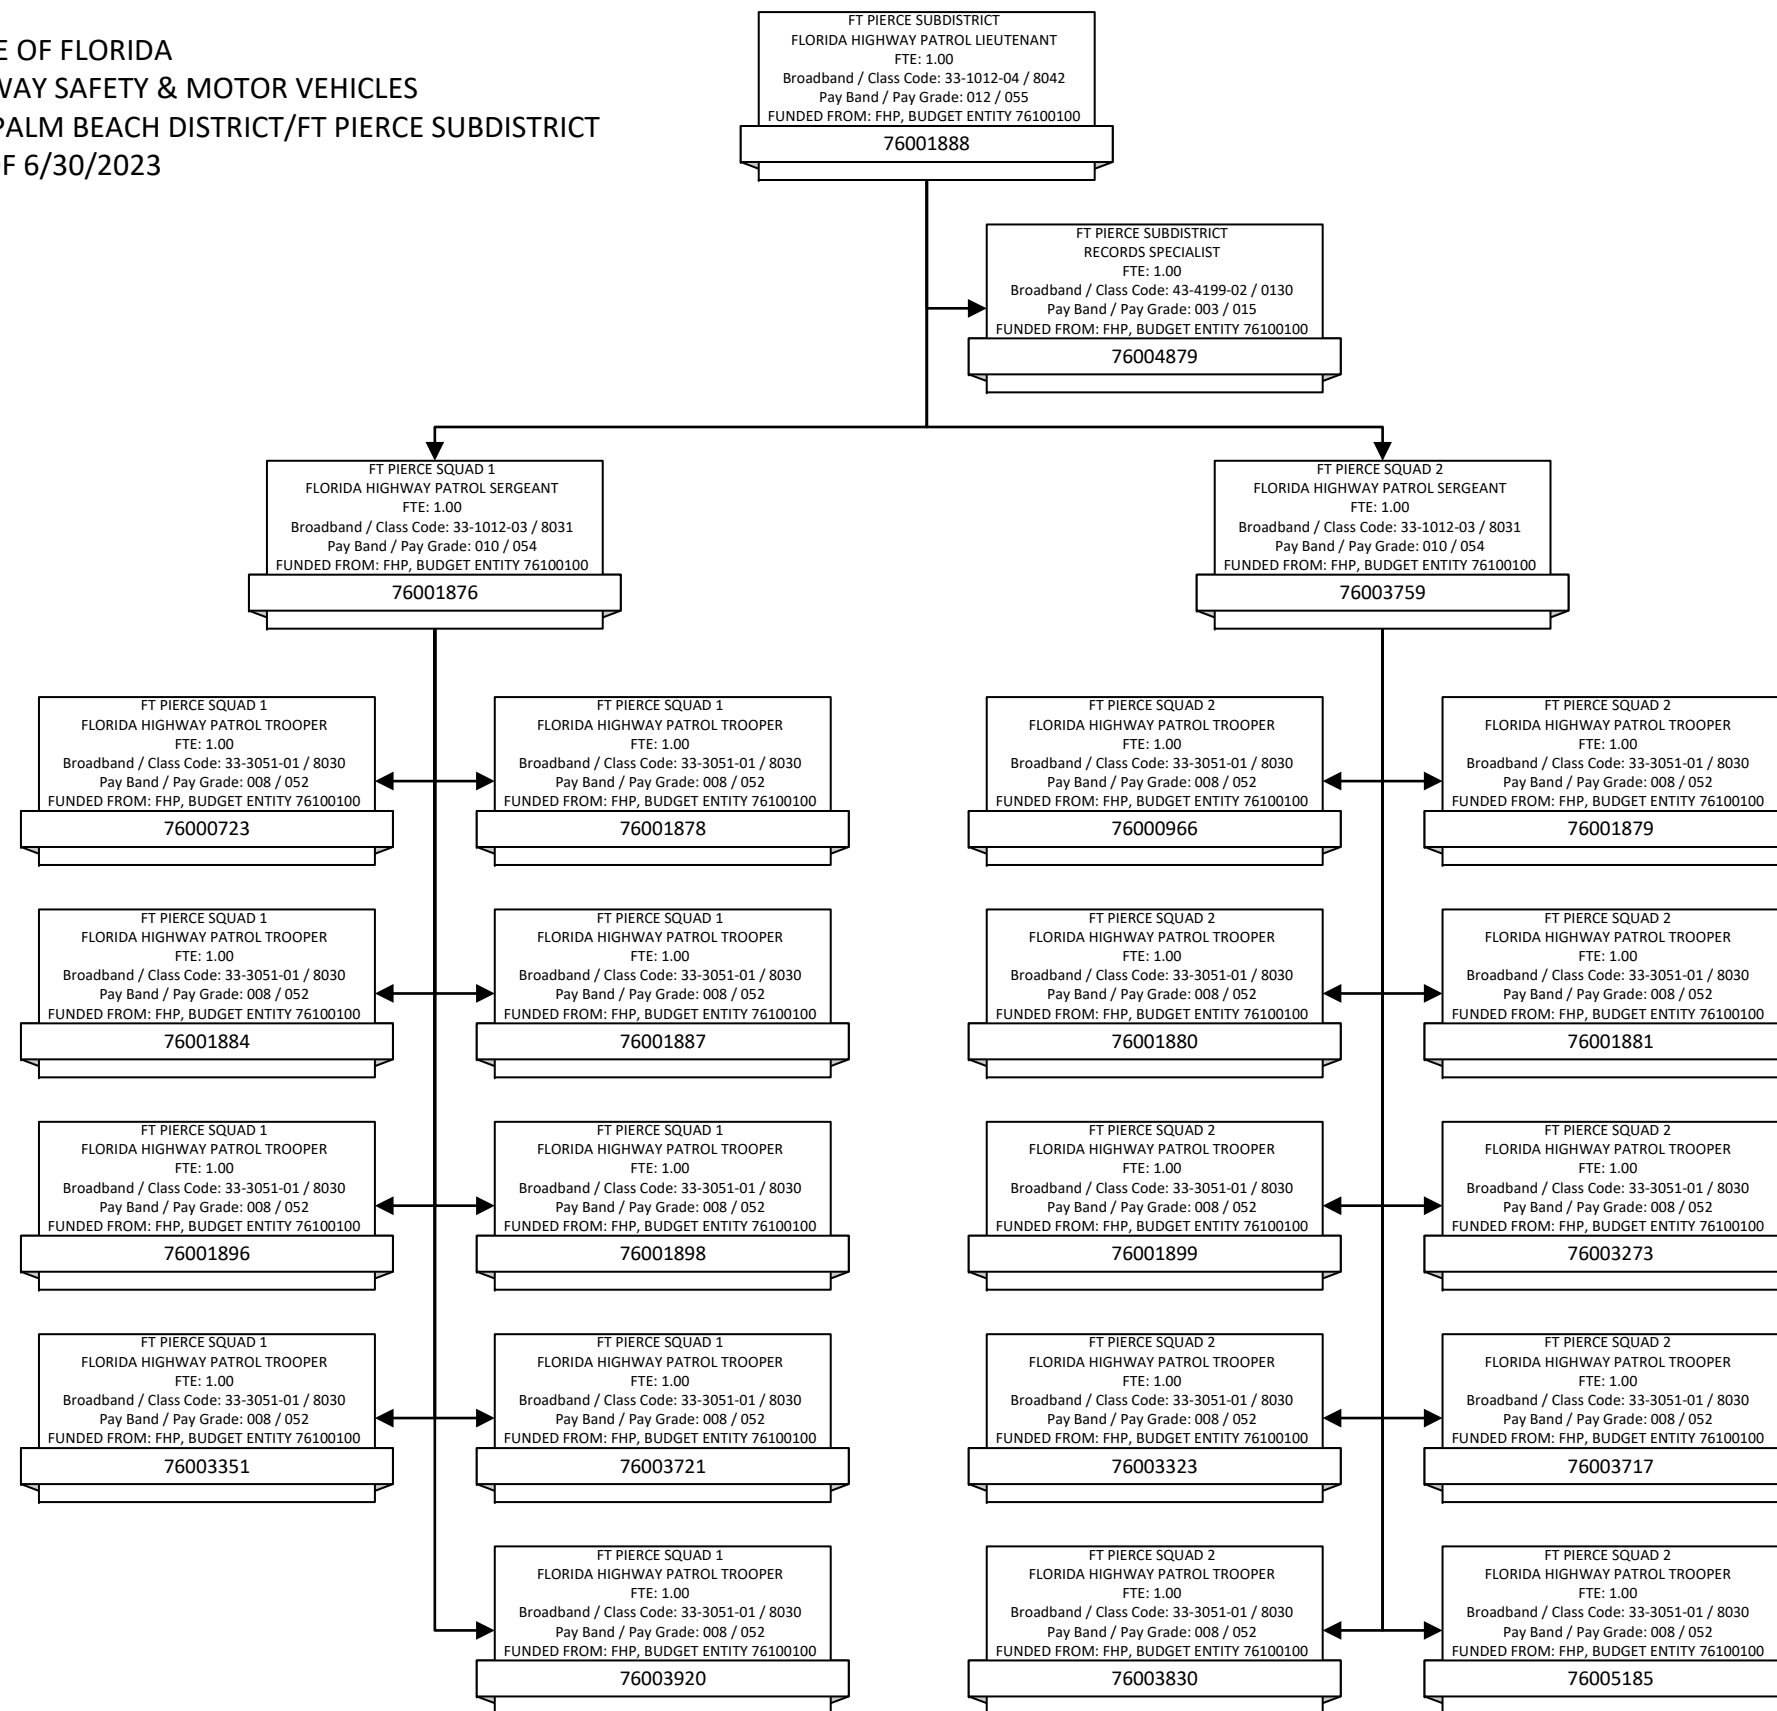 E OF FLORIDA
WAY SAFETY & MOTOR VEHICLES
PALM BEACH DISTRICT/FT PIERCE SUBDISTRICT
OF 6/30/2023
FT PIERCE SUBDISTRICT
FLORIDA HIGHWAY PATROL LIEUTENANT
FTE: 1.00
Broadband / Class Code: 33-1012-04 / 8042
Pay Band / Pay Grade: 012 / 055
FUNDED FROM: FHP, BUDGET ENTITY 76100100
76001888
FT PIERCE SUBDISTRICT
RECORDS SPECIALIST
FTE: 1.00
Broadband / Class Code: 43-4199-02 / 0130
Pay Band / Pay Grade: 003 / 015
FUNDED FROM: FHP, BUDGET ENTITY 76100100
76004879
FT PIERCE SQUAD 1
FLORIDA HIGHWAY PATROL SERGEANT
FTE: 1.00
Broadband / Class Code: 33-1012-03 / 8031
Pay Band / Pay Grade: 010 / 054
FUNDED FROM: FHP, BUDGET ENTITY 76100100
76001876
FT PIERCE SQUAD 2
FLORIDA HIGHWAY PATROL SERGEANT
FTE: 1.00
Broadband / Class Code: 33-1012-03 / 8031
Pay Band / Pay Grade: 010 / 054
FUNDED FROM: FHP, BUDGET ENTITY 76100100
76003759
FT PIERCE SQUAD 1
FLORIDA HIGHWAY PATROL TROOPER
FTE: 1.00
Broadband / Class Code: 33-3051-01 / 8030
Pay Band / Pay Grade: 008 / 052
FUNDED FROM: FHP, BUDGET ENTITY 76100100
76000723
FT PIERCE SQUAD 1
FLORIDA HIGHWAY PATROL TROOPER
FTE: 1.00
Broadband / Class Code: 33-3051-01 / 8030
Pay Band / Pay Grade: 008 / 052
FUNDED FROM: FHP, BUDGET ENTITY 76100100
76001878
FT PIERCE SQUAD 2
FLORIDA HIGHWAY PATROL TROOPER
FTE: 1.00
Broadband / Class Code: 33-3051-01 / 8030
Pay Band / Pay Grade: 008 / 052
FUNDED FROM: FHP, BUDGET ENTITY 76100100
76000966
FT PIERCE SQUAD 2
FLORIDA HIGHWAY PATROL TROOPER
FTE: 1.00
Broadband / Class Code: 33-3051-01 / 8030
Pay Band / Pay Grade: 008 / 052
FUNDED FROM: FHP, BUDGET ENTITY 76100100
76001879
FT PIERCE SQUAD 1
FLORIDA HIGHWAY PATROL TROOPER
FTE: 1.00
Broadband / Class Code: 33-3051-01 / 8030
Pay Band / Pay Grade: 008 / 052
FUNDED FROM: FHP, BUDGET ENTITY 76100100
76001884
FT PIERCE SQUAD 1
FLORIDA HIGHWAY PATROL TROOPER
FTE: 1.00
Broadband / Class Code: 33-3051-01 / 8030
Pay Band / Pay Grade: 008 / 052
FUNDED FROM: FHP, BUDGET ENTITY 76100100
76001887
FT PIERCE SQUAD 2
FLORIDA HIGHWAY PATROL TROOPER
FTE: 1.00
Broadband / Class Code: 33-3051-01 / 8030
Pay Band / Pay Grade: 008 / 052
FUNDED FROM: FHP, BUDGET ENTITY 76100100
76001880
FT PIERCE SQUAD 2
FLORIDA HIGHWAY PATROL TROOPER
FTE: 1.00
Broadband / Class Code: 33-3051-01 / 8030
Pay Band / Pay Grade: 008 / 052
FUNDED FROM: FHP, BUDGET ENTITY 76100100
76001881
FT PIERCE SQUAD 1
FLORIDA HIGHWAY PATROL TROOPER
FTE: 1.00
Broadband / Class Code: 33-3051-01 / 8030
Pay Band / Pay Grade: 008 / 052
FUNDED FROM: FHP, BUDGET ENTITY 76100100
76001896
FT PIERCE SQUAD 1
FLORIDA HIGHWAY PATROL TROOPER
FTE: 1.00
Broadband / Class Code: 33-3051-01 / 8030
Pay Band / Pay Grade: 008 / 052
FUNDED FROM: FHP, BUDGET ENTITY 76100100
76001898
FT PIERCE SQUAD 2
FLORIDA HIGHWAY PATROL TROOPER
FTE: 1.00
Broadband / Class Code: 33-3051-01 / 8030
Pay Band / Pay Grade: 008 / 052
FUNDED FROM: FHP, BUDGET ENTITY 76100100
76001899
FT PIERCE SQUAD 2
FLORIDA HIGHWAY PATROL TROOPER
FTE: 1.00
Broadband / Class Code: 33-3051-01 / 8030
Pay Band / Pay Grade: 008 / 052
FUNDED FROM: FHP, BUDGET ENTITY 76100100
76003273
FT PIERCE SQUAD 1
FLORIDA HIGHWAY PATROL TROOPER
FTE: 1.00
Broadband / Class Code: 33-3051-01 / 8030
Pay Band / Pay Grade: 008 / 052
FUNDED FROM: FHP, BUDGET ENTITY 76100100
76003351
FT PIERCE SQUAD 1
FLORIDA HIGHWAY PATROL TROOPER
FTE: 1.00
Broadband / Class Code: 33-3051-01 / 8030
Pay Band / Pay Grade: 008 / 052
FUNDED FROM: FHP, BUDGET ENTITY 76100100
76003721
FT PIERCE SQUAD 2
FLORIDA HIGHWAY PATROL TROOPER
FTE: 1.00
Broadband / Class Code: 33-3051-01 / 8030
Pay Band / Pay Grade: 008 / 052
FUNDED FROM: FHP, BUDGET ENTITY 76100100
76003323
FT PIERCE SQUAD 2
FLORIDA HIGHWAY PATROL TROOPER
FTE: 1.00
Broadband / Class Code: 33-3051-01 / 8030
Pay Band / Pay Grade: 008 / 052
FUNDED FROM: FHP, BUDGET ENTITY 76100100
76003717
FT PIERCE SQUAD 1
FLORIDA HIGHWAY PATROL TROOPER
FTE: 1.00
Broadband / Class Code: 33-3051-01 / 8030
Pay Band / Pay Grade: 008 / 052
FUNDED FROM: FHP, BUDGET ENTITY 76100100
76003920
FT PIERCE SQUAD 2
FLORIDA HIGHWAY PATROL TROOPER
FTE: 1.00
Broadband / Class Code: 33-3051-01 / 8030
Pay Band / Pay Grade: 008 / 052
FUNDED FROM: FHP, BUDGET ENTITY 76100100
76003830
FT PIERCE SQUAD 2
FLORIDA HIGHWAY PATROL TROOPER
FTE: 1.00
Broadband / Class Code: 33-3051-01 / 8030
Pay Band / Pay Grade: 008 / 052
FUNDED FROM: FHP, BUDGET ENTITY 76100100
76005185